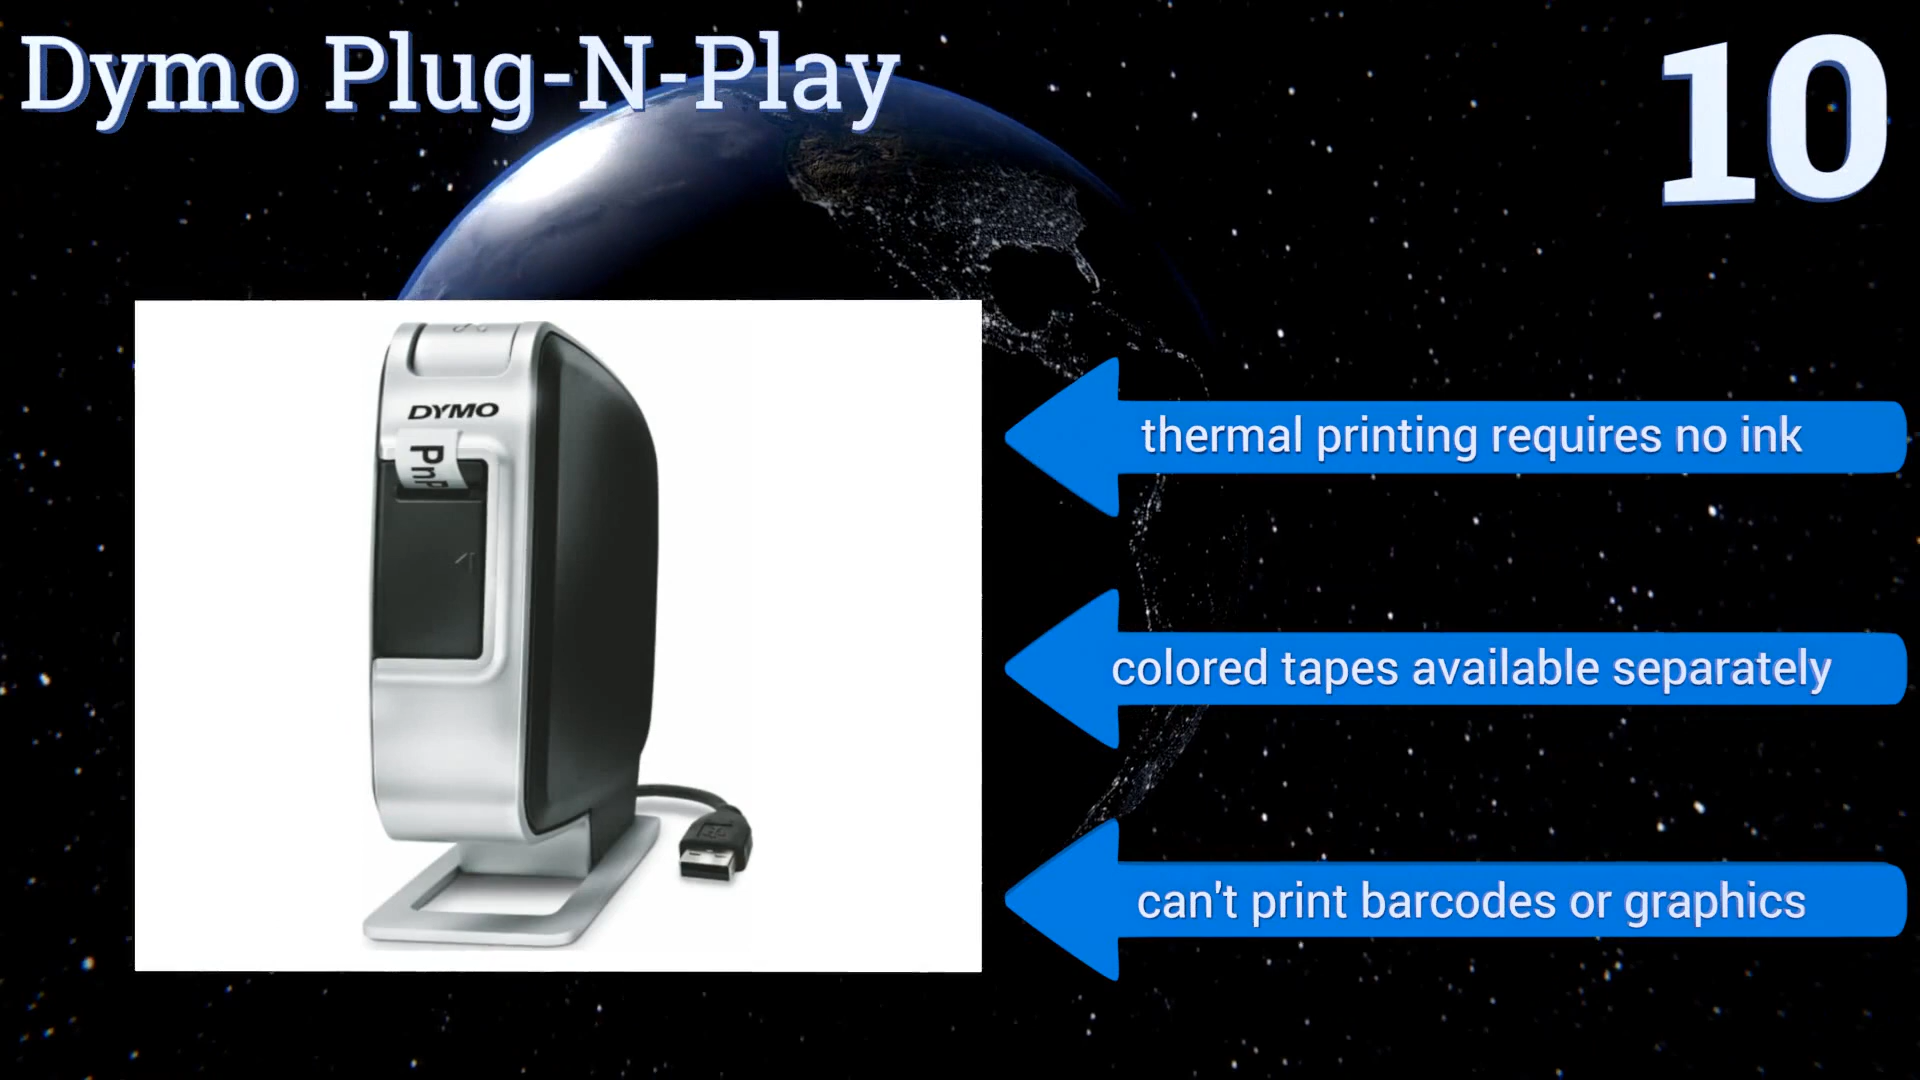 Dymo Plug-N-Play
10
DYMO
PnP
thermal printing requires no ink
colored tapes available separately
can't print barcodes or graphics